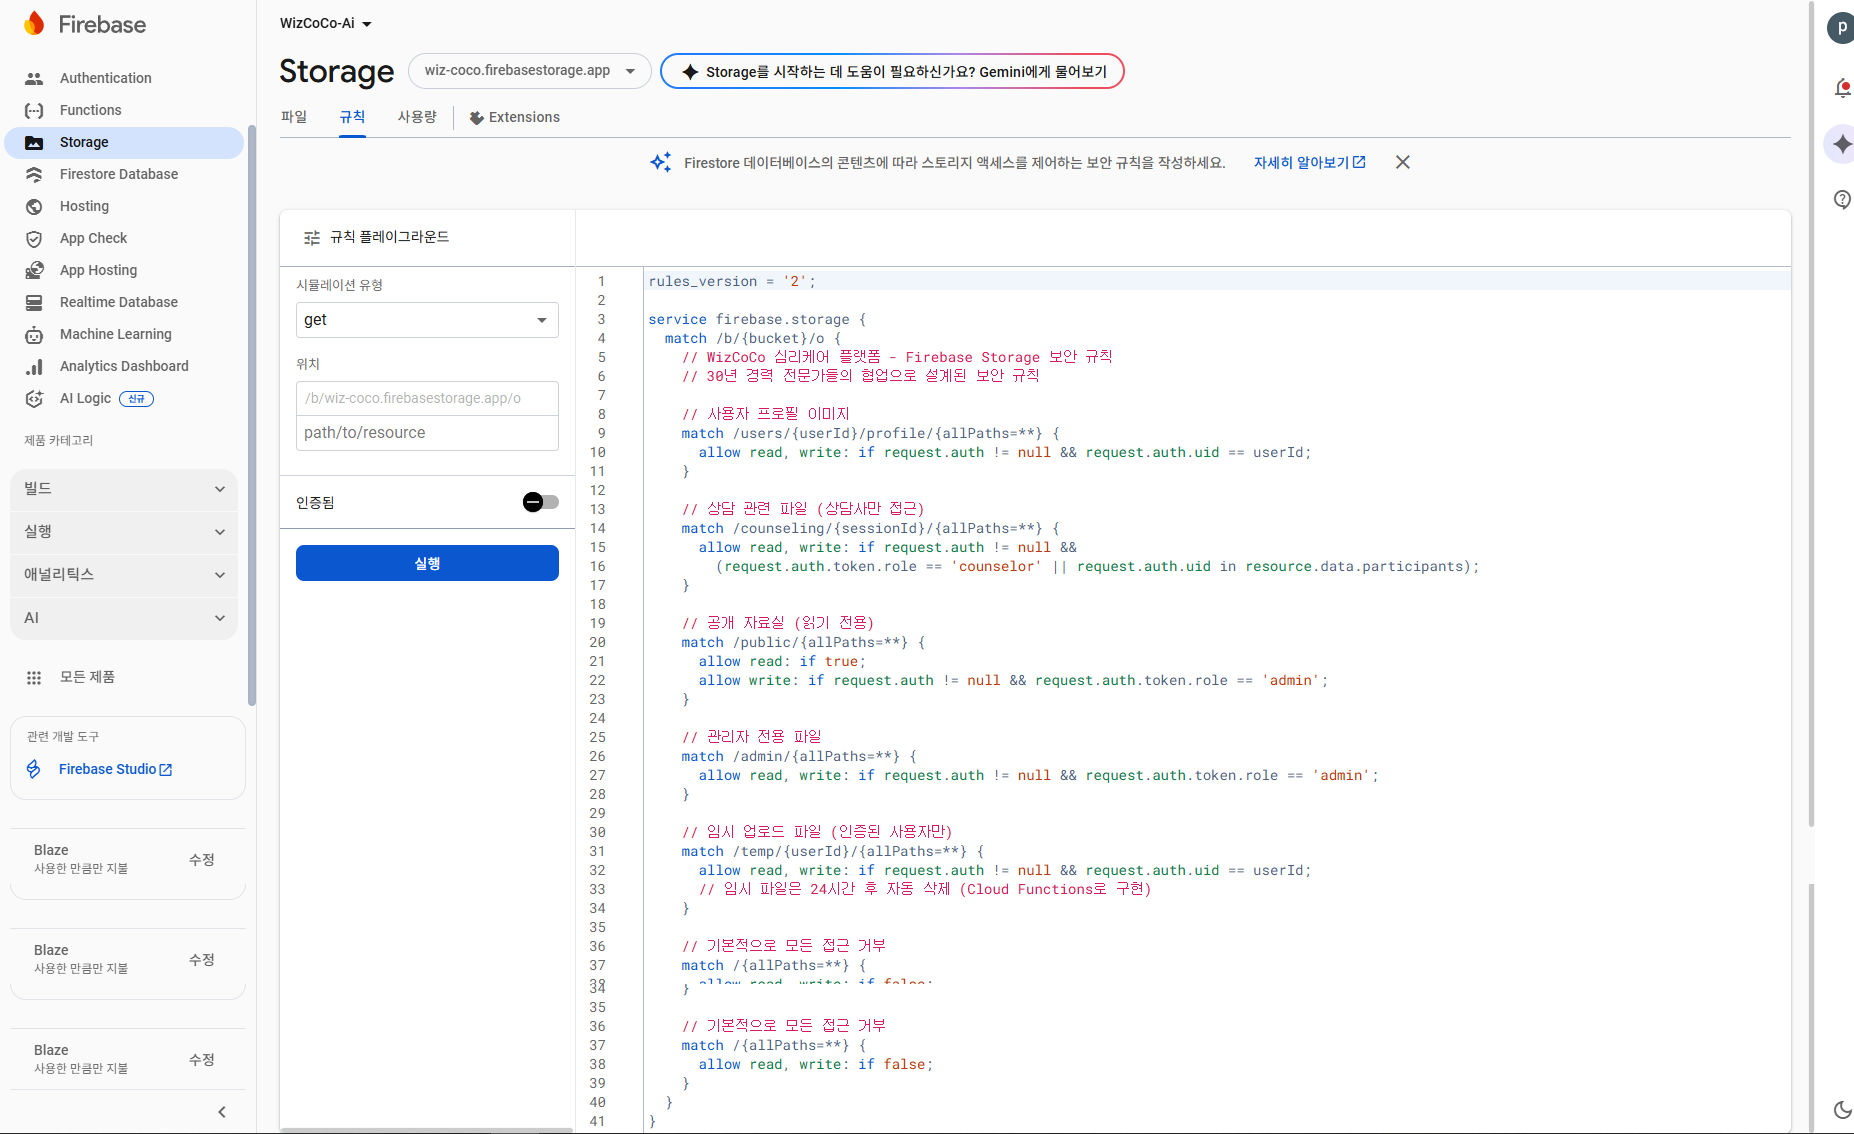 Firebase
Authentication
Functions
Storage
Firestore Database
Hosting
App Check
App Hosting
Realtime Database
Machine Learning
Analytics Dashboard
AI Logic 신규
제품 카테고리
빌드
실행
애널리틱스
AI
모든 제품
관련 개발 도구
Firebase Studio
Blaze
사용한 만큼만 지불
수정
Blaze
사용한 만큼만 지불
수정
Blaze
사용한 만큼만 지불
수정
WizCoCo-Ai
Storage
wiz-coco.firebasestorage.app
Storage를 시작하는 데 도움이 필요하신가요? Gemini에게 물어보기
파일 규칙 사용량 Extensions
Firestore 데이터베이스의 콘텐츠에 따라 스토리지 액세스를 제어하는 보안 규칙을 작성하세요. 자세히 알아보기
p
규칙 플레이그라운드
시뮬레이션 유형
get
위치
/b/wiz-coco.firebasestorage.app/o
path/to/resource
인증됨
실행
1 rules_version = '2';
2
3 service firebase.storage {
4 match /b/{bucket}/o {
5 // WizCoCo 심리케어 플랫폼 - Firebase Storage 보안 규칙
6 // 30년 경력 전문가들의 협업으로 설계된 보안 규칙
7
8 // 사용자 프로필 이미지
9 match /users/{userId}/profile/{allPaths=**} {
10 allow read, write: if request.auth != null && request.auth.uid == userId;
11 }
12
13 // 상담 관련 파일 (상담사만 접근)
14 match /counseling/{sessionId}/{allPaths=**} {
15 allow read, write: if request.auth != null &&
16 (request.auth.token.role == 'counselor' || request.auth.uid in resource.data.participants);
17 }
18
19 // 공개 자료실 (읽기 전용)
20 match /public/{allPaths=**} {
21 allow read: if true;
22 allow write: if request.auth != null && request.auth.token.role == 'admin';
23 }
24
25 // 관리자 전용 파일
26 match /admin/{allPaths=**} {
27 allow read, write: if request.auth != null && request.auth.token.role == 'admin';
28 }
29
30 // 임시 업로드 파일 (인증된 사용자만)
31 match /temp/{userId}/{allPaths=**} {
32 allow read, write: if request.auth != null && request.auth.uid == userId;
33 // 임시 파일은 24시간 후 자동 삭제 (Cloud Functions로 구현)
34 }
35
36 // 기본적으로 모든 접근 거부
37 match /{allPaths=**} {
38 allow read, write: if false;
34 }
35
36 // 기본적으로 모든 접근 거부
37 match /{allPaths=**} {
38 allow read, write: if false;
39 }
40 }
41 }